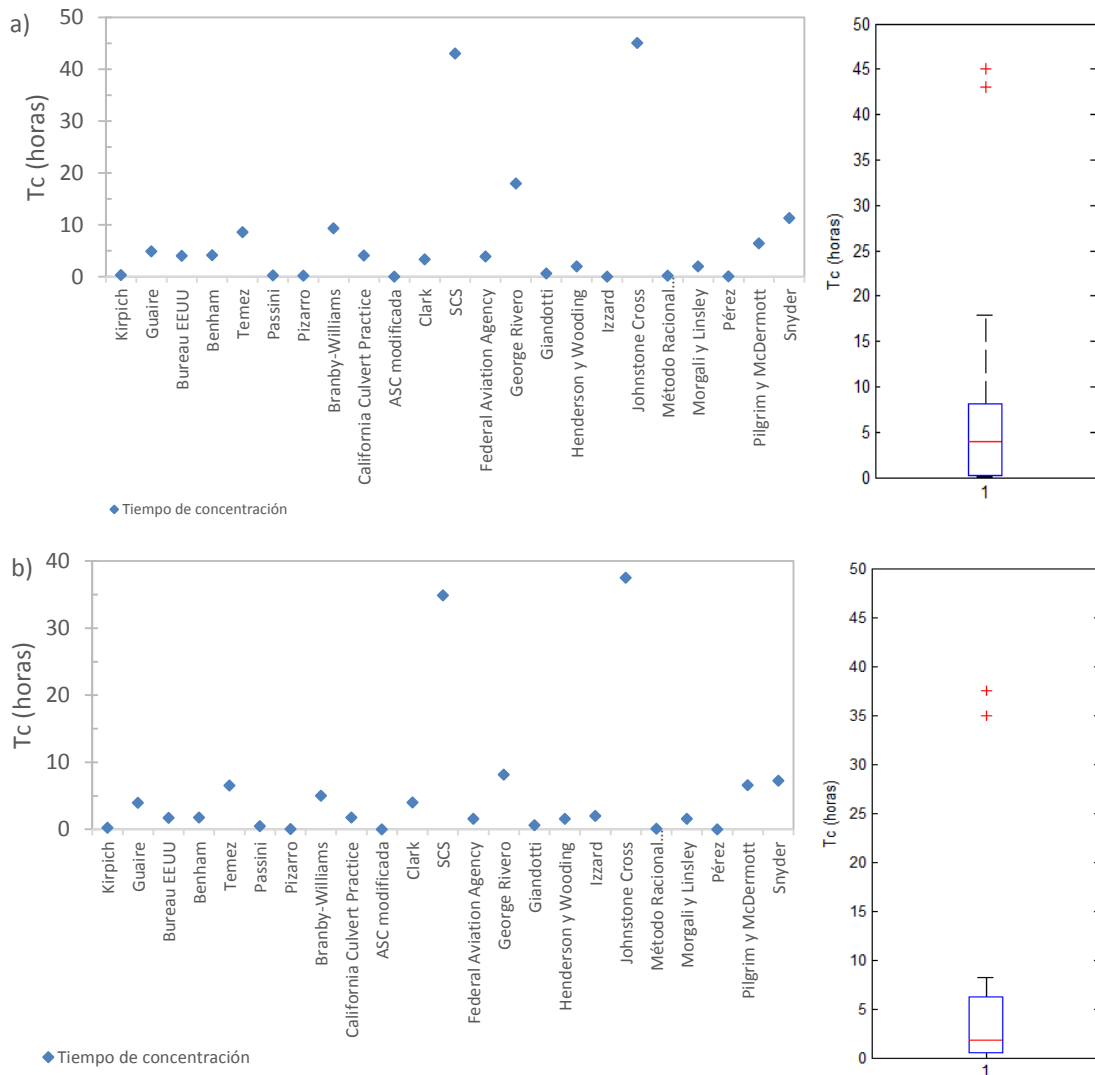 a)
Tc (horas)
50
40
30
20
10
0
Kirpich
Guaire
Bureau EEUU
Benham
Temez
Passini
Pizarro
Branby-Williams
California Culvert Practice
ASC modificada
Clark
SCS
Federal Aviation Agency
George Rivero
Giandotti
Henderson y Wooding
Izzard
Johnstone Cross
Método Racional...
Morgali y Linsley
Pérez
Pilgrim y McDermott
Snyder
Tiempo de concentración
Tc (horas)
50
45
40
35
30
25
20
15
10
5
0
1
b)
Tc (horas)
40
30
20
10
0
Kirpich
Guaire
Bureau EEUU
Benham
Temez
Passini
Pizarro
Branby-Williams
California Culvert Practice
ASC modificada
Clark
SCS
Federal Aviation Agency
George Rivero
Giandotti
Henderson y Wooding
Izzard
Johnstone Cross
Método Racional...
Morgali y Linsley
Pérez
Pilgrim y McDermott
Snyder
Tiempo de concentración
Tc (horas)
50
45
40
35
30
25
20
15
10
5
0
1